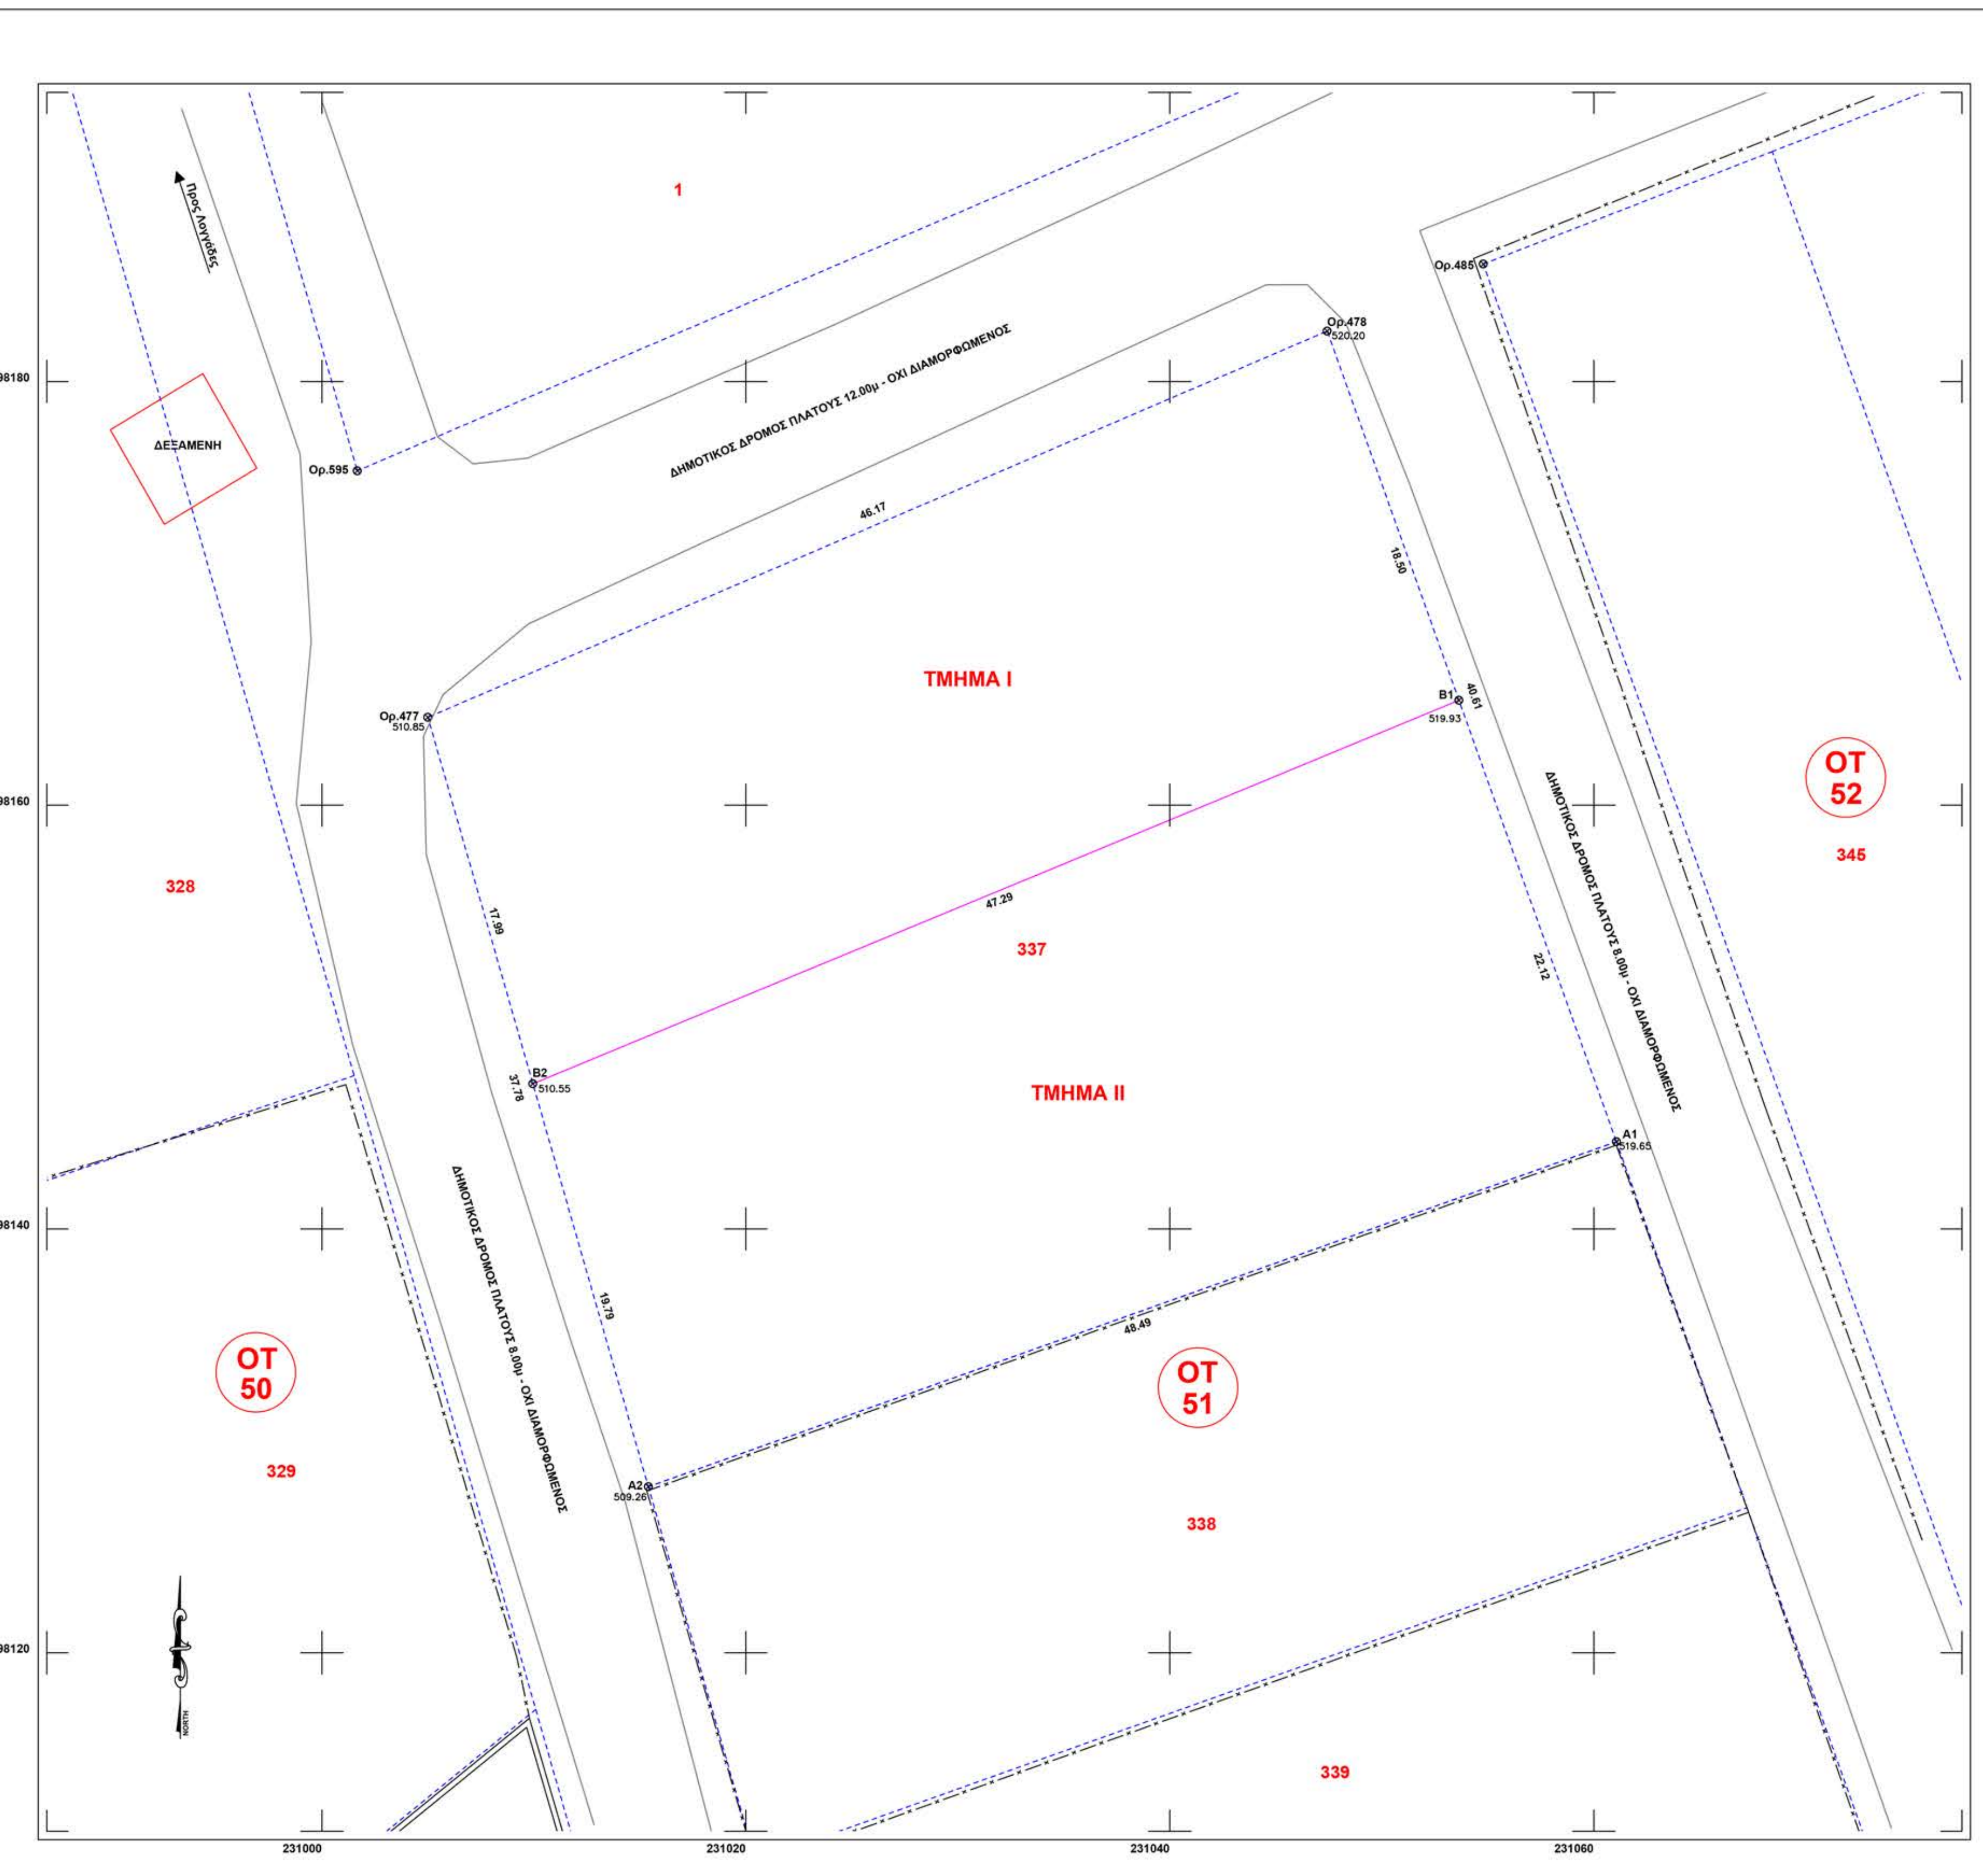 1
Προς Λογγάδες
Ορ.485
Ορ.478
520.20
ΔΗΜΟΤΙΚΟΣ ΔΡΟΜΟΣ ΠΛΑΤΟΥΣ 12.00μ - ΟΧΙ ΔΙΑΜΟΡΦΩΜΕΝΟΣ
98180
ΔΕΞΑΜΕΝΗ
Ορ.595
46.17
18.50
ΤΜΗΜΑ Ι
Β1
40.61
519.93
Ορ.477
510.85
ΟΤ
52
98160
345
ΔΗΜΟΤΙΚΟΣ ΔΡΟΜΟΣ ΠΛΑΤΟΥΣ 8.00μ - ΟΧΙ ΔΙΑΜΟΡΦΩΜΕΝΟΣ
328
17.99
47.29
337
22.12
Β2
510.55
37.78
ΤΜΗΜΑ ΙΙ
Α1
519.65
98140
ΔΗΜΟΤΙΚΟΣ ΔΡΟΜΟΣ ΠΛΑΤΟΥΣ 8.00μ - ΟΧΙ ΔΙΑΜΟΡΦΩΜΕΝΟΣ
19.79
48.49
ΟΤ
50
ΟΤ
51
329
Α2
509.26
338
98120
NORTH
339
231000
231020
231040
231060